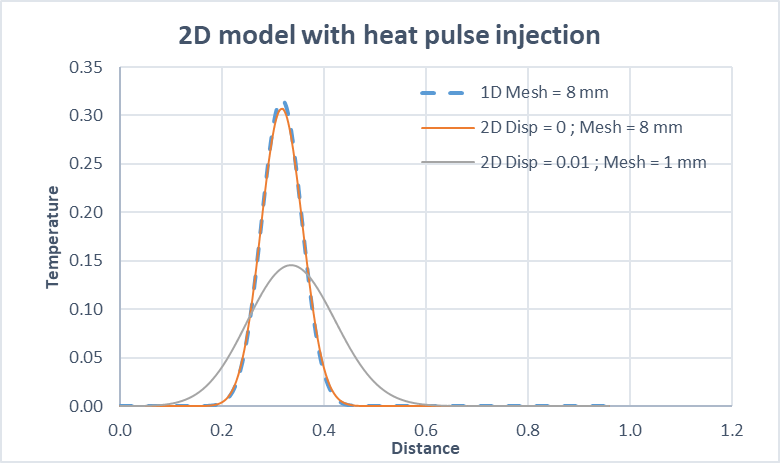 2D model with heat pulse injection
0.35
0.30
0.25
0.20
0.15
0.10
0.05
0.00
Temperature
1D Mesh = 8 mm
2D Disp = 0 ; Mesh = 8 mm
2D Disp = 0.01 ; Mesh = 1 mm
0.0 0.2 0.4 0.6 0.8 1.0 1.2
Distance